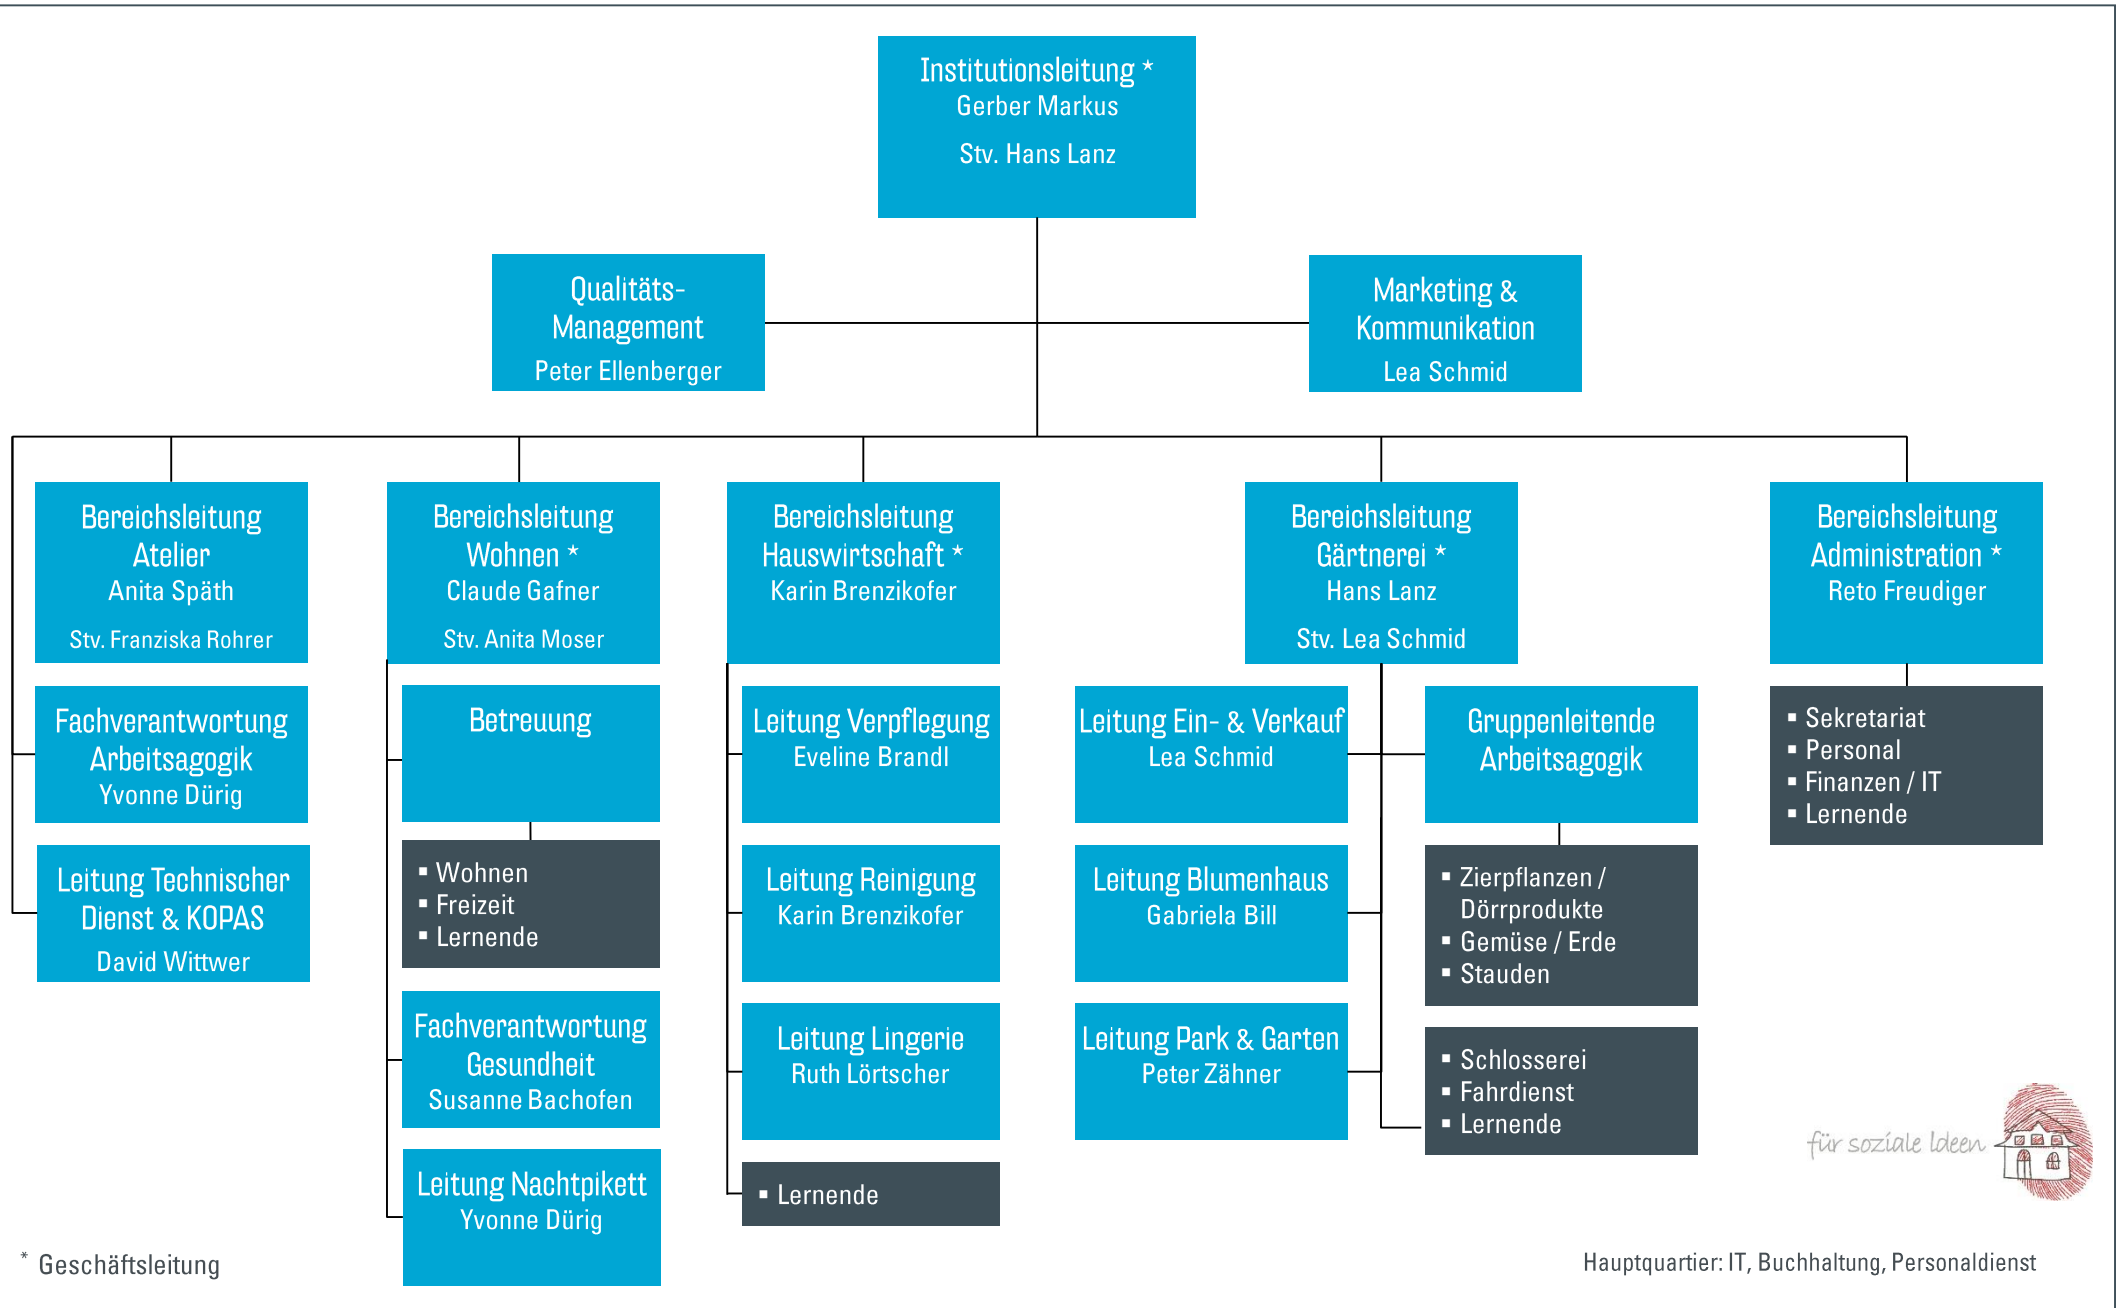 Institutionsleitung *
Gerber Markus
Stv. Hans Lanz
Qualitäts-
Management
Peter Ellenberger
Marketing &
Kommunikation
Lea Schmid
Bereichsleitung
Atelier
Anita Späth
Stv. Franziska Rohrer
Fachverantwortung
Arbeitsagogik
Yvonne Dürig
Leitung Technischer
Dienst & KOPAS
David Wittwer
Bereichsleitung
Wohnen *
Claude Gafner
Stv. Anita Moser
Betreuung
▪ Wohnen
▪ Freizeit
▪ Lernende
Fachverantwortung
Gesundheit
Susanne Bachofen
Leitung Nachtpikett
Yvonne Dürig
Bereichsleitung
Hauswirtschaft *
Karin Brenzikofer
Leitung Verpflegung
Eveline Brandl
Leitung Reinigung
Karin Brenzikofer
Leitung Lingerie
Ruth Lörtscher
▪ Lernende
Bereichsleitung
Gärtnerei *
Hans Lanz
Stv. Lea Schmid
Leitung Ein- & Verkauf
Lea Schmid
Leitung Blumenhaus
Gabriela Bill
Leitung Park & Garten
Peter Zähner
Gruppenleitende
Arbeitsagogik
▪ Zierpflanzen /
Dörrprodukte
▪ Gemüse / Erde
▪ Stauden
▪ Schlosserei
▪ Fahrdienst
▪ Lernende
Bereichsleitung
Administration *
Reto Freudiger
▪ Sekretariat
▪ Personal
▪ Finanzen / IT
▪ Lernende
für soziale Ideen
* Geschäftsleitung
Hauptquartier: IT, Buchhaltung, Personaldienst